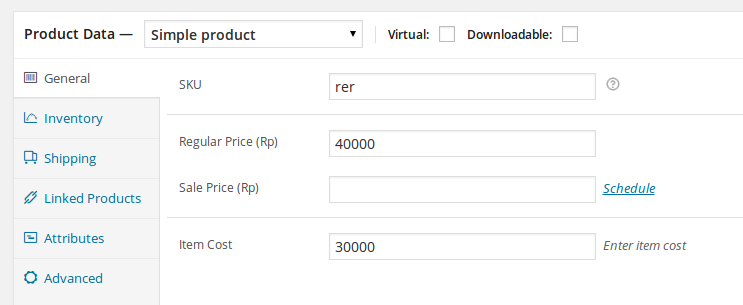 Product Data — Simple product Virtual: Downloadable:
General
SKU rer
Inventory
Regular Price (Rp) 40000
Shipping
Sale Price (Rp) Schedule
Linked Products
Attributes
Item Cost 30000 Enter item cost
Advanced